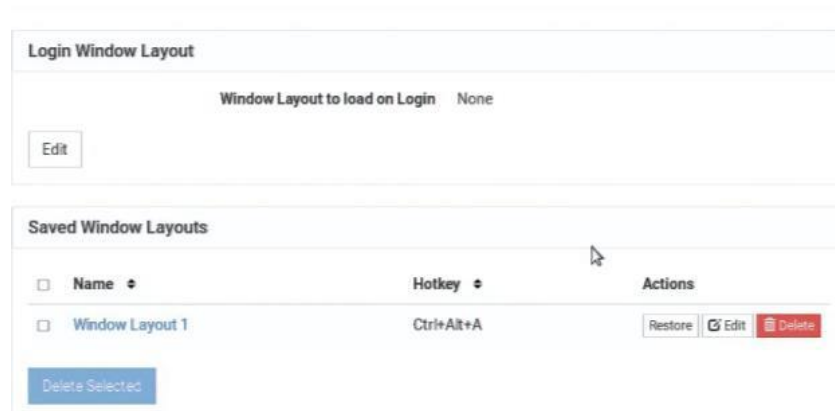 Login Window Layout
Window Layout to load on Login None
Edit
Saved Window Layouts
Name Hotkey Actions
Window Layout 1 Ctrl+Alt+A Restore Edit Delete
Delete Selected